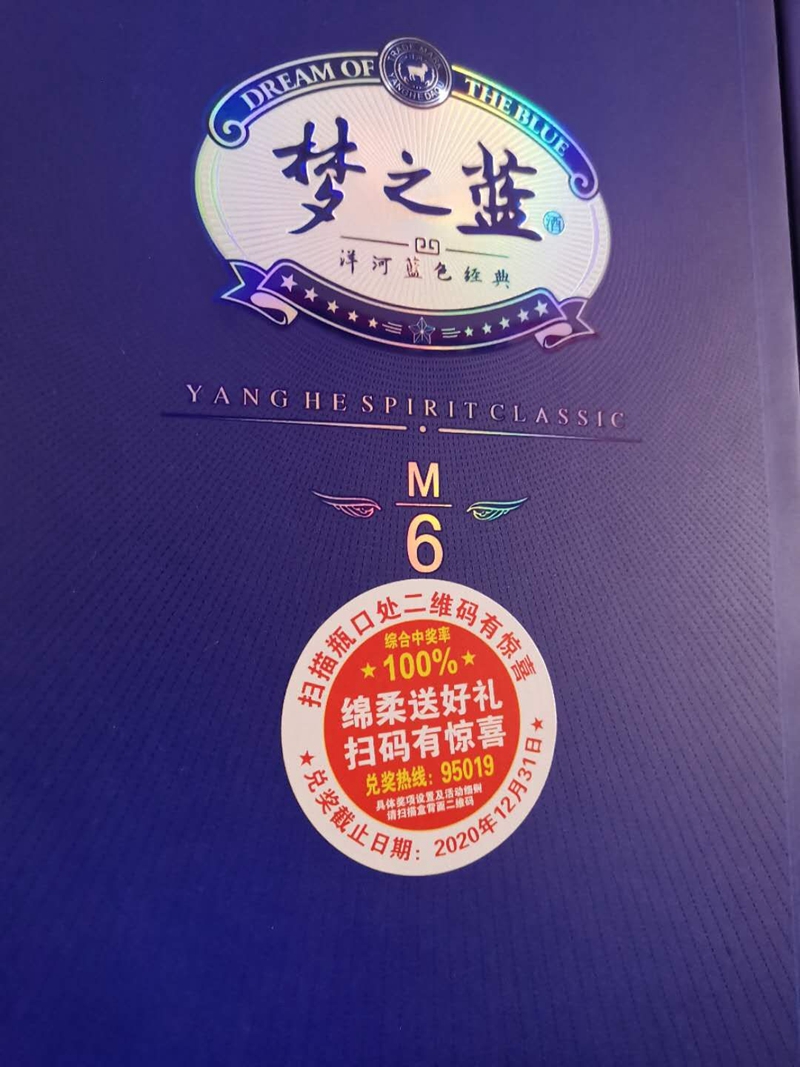 DREAM OF THE BLUE
TRADE MARK
梦之蓝
酒
洋河蓝色经典
YANGHE SPIRIT CLASSIC
M
6
扫描瓶口处二维码有惊喜
综合中奖率
★100%★
绵柔送好礼
扫码有惊喜
兑奖热线：95019
具体奖项设置及活动细则
请扫描盒背面二维码
★兑奖截止日期：2020年12月31日★